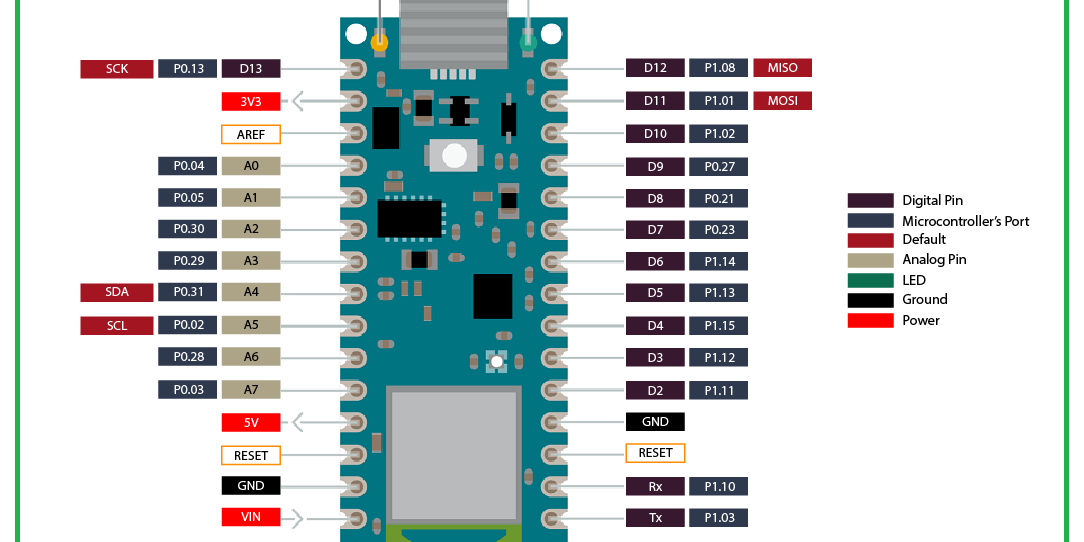 SCK P0.13 D13
3V3
AREF
P0.04 A0
P0.05 A1
P0.30 A2
P0.29 A3
SDA P0.31 A4
SCL P0.02 A5
P0.28 A6
P0.03 A7
5V
RESET
GND
VIN
D12 P1.08 MISO
D11 P1.01 MOSI
D10 P1.02
D9 P0.27
D8 P0.21
D7 P0.23
D6 P1.14
D5 P1.13
D4 P1.15
D3 P1.12
D2 P1.11
GND
RESET
Rx P1.10
Tx P1.03
Digital Pin
Microcontroller's Port
Default
Analog Pin
LED
Ground
Power